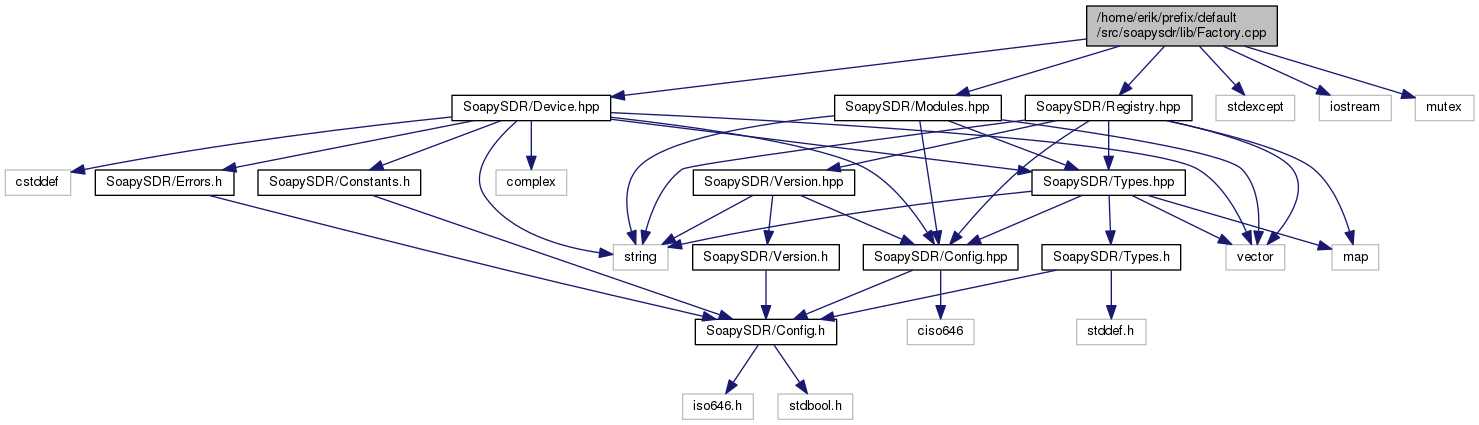 /home/erik/prefix/default
/src/soapysdr/lib/Factory.cpp
SoapySDR/Device.hpp
SoapySDR/Modules.hpp
SoapySDR/Registry.hpp
stdexcept
iostream
mutex
cstddef
SoapySDR/Errors.h
SoapySDR/Constants.h
complex
SoapySDR/Version.hpp
SoapySDR/Types.hpp
string
SoapySDR/Version.h
SoapySDR/Config.hpp
SoapySDR/Types.h
vector
map
SoapySDR/Config.h
ciso646
stddef.h
iso646.h
stdbool.h